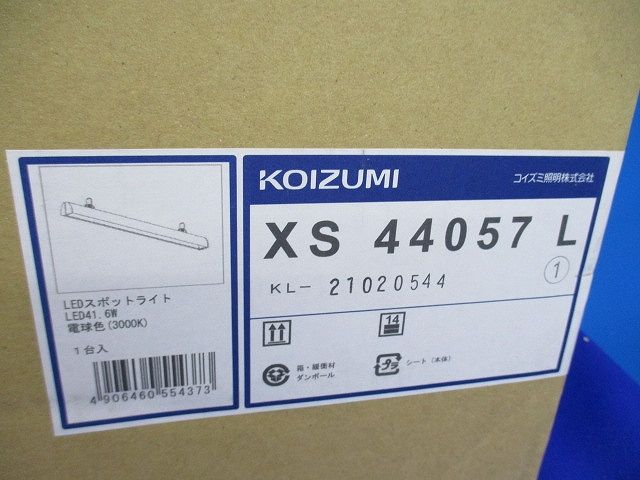 KOIZUMI
コイズミ照明株式会社
XS 44057 L
KL- 21020544
1
LEDスポットライト
LED41.6W
電球色(3000K)
1台入
4 906460 554373
14
箱・緩衝材
ダンボール
プラ
シート(本体)